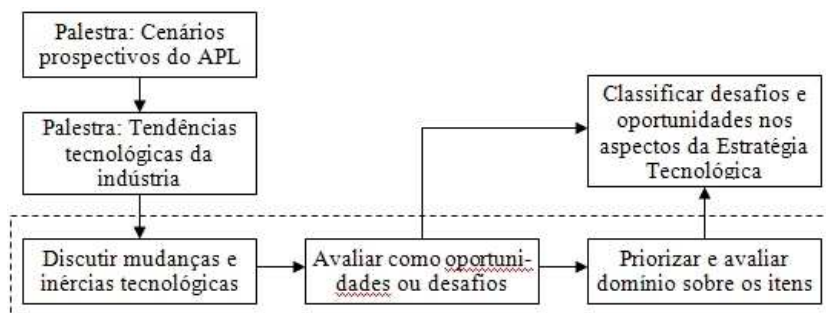 Palestra: Cenários
prospectivos do APL
Palestra: Tendências
tecnológicas da
indústria
Classificar desafios e
oportunidades nos
aspectos da Estratégia
Tecnológica
Discutir mudanças e
inércias tecnológicas
Avaliar como oportuni-
dades ou desafios
Priorizar e avaliar
domínio sobre os itens